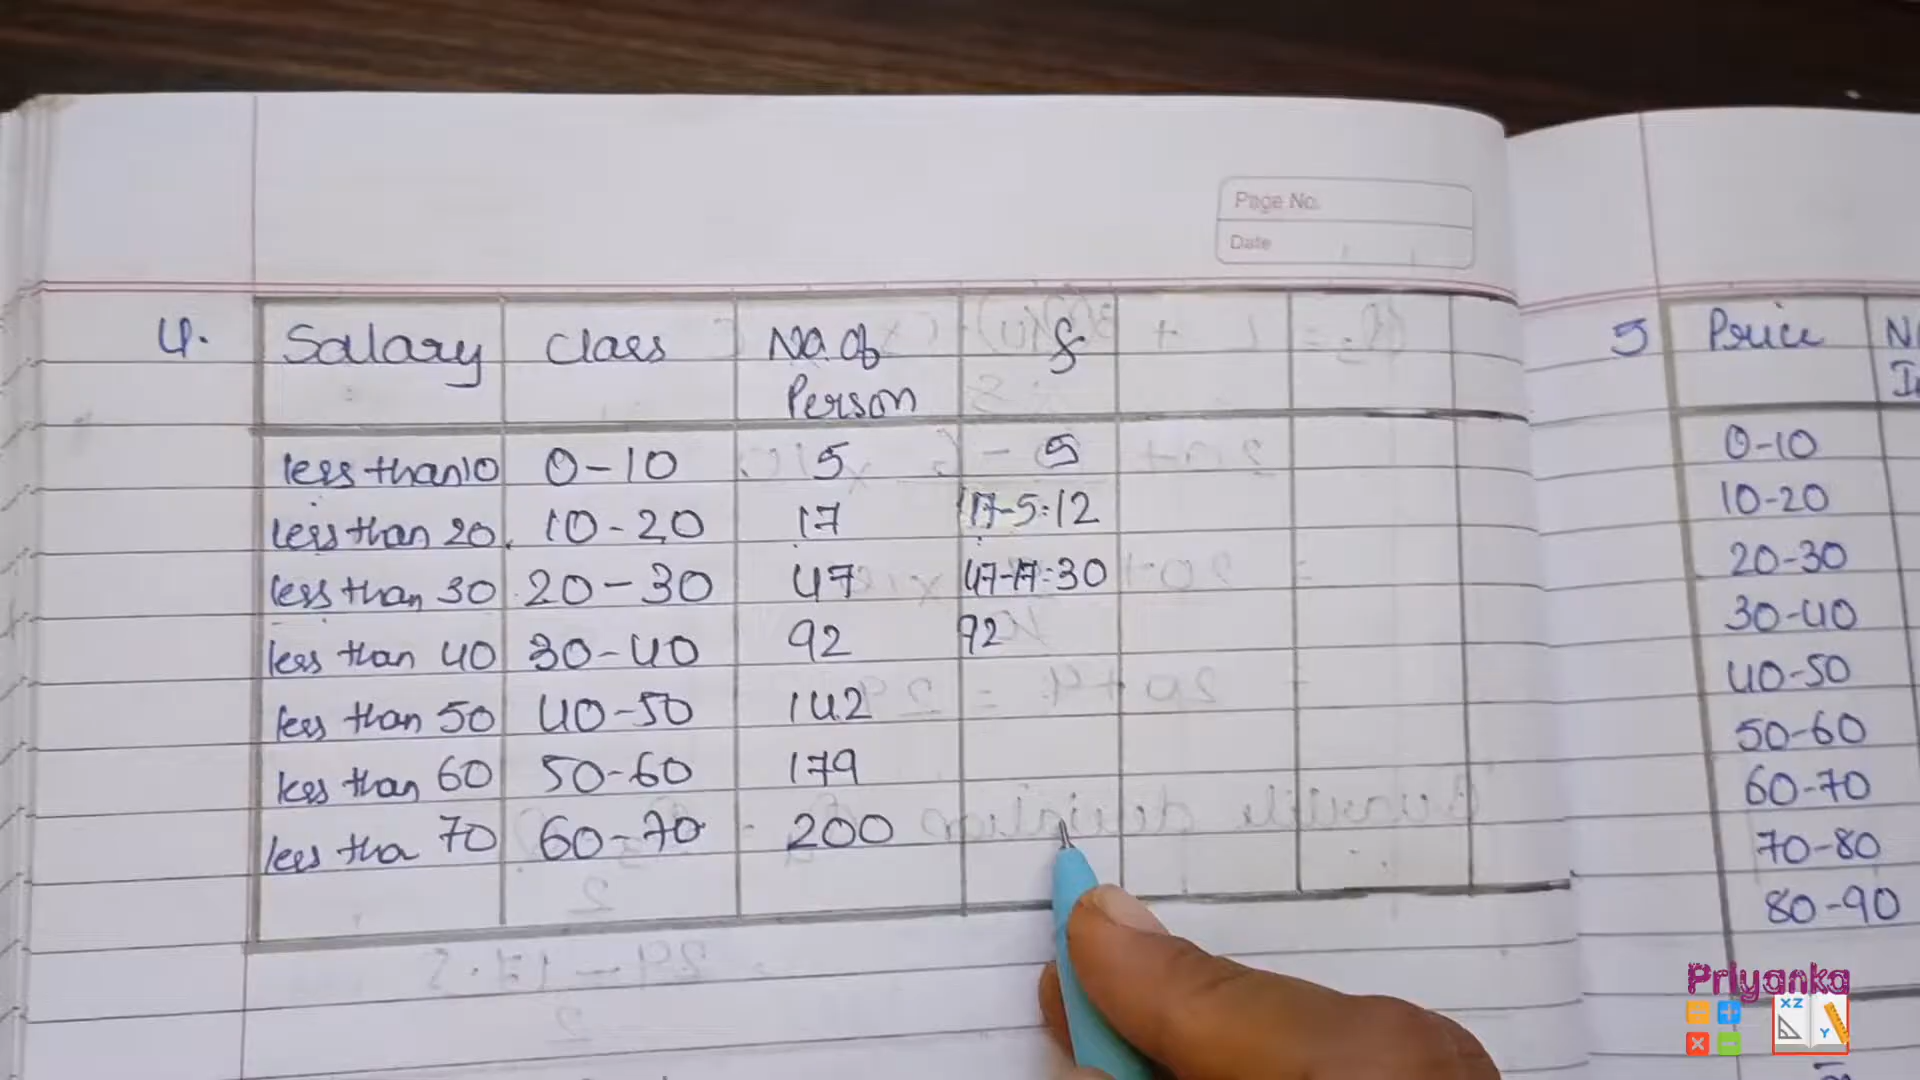 Page No.
Date
4.
Salary Class No. of Person f
less than 10 0-10 5 5
less than 20 10-20 17 17-5=12
less than 30 20-30 47 47-17=30
less than 40 30-40 92 92
less than 50 40-50 142
less than 60 50-60 179
less tha 70 60-70 200
5 Price
0-10
10-20
20-30
30-40
40-50
50-60
60-70
70-80
80-90
Priyanka
XZ
Y